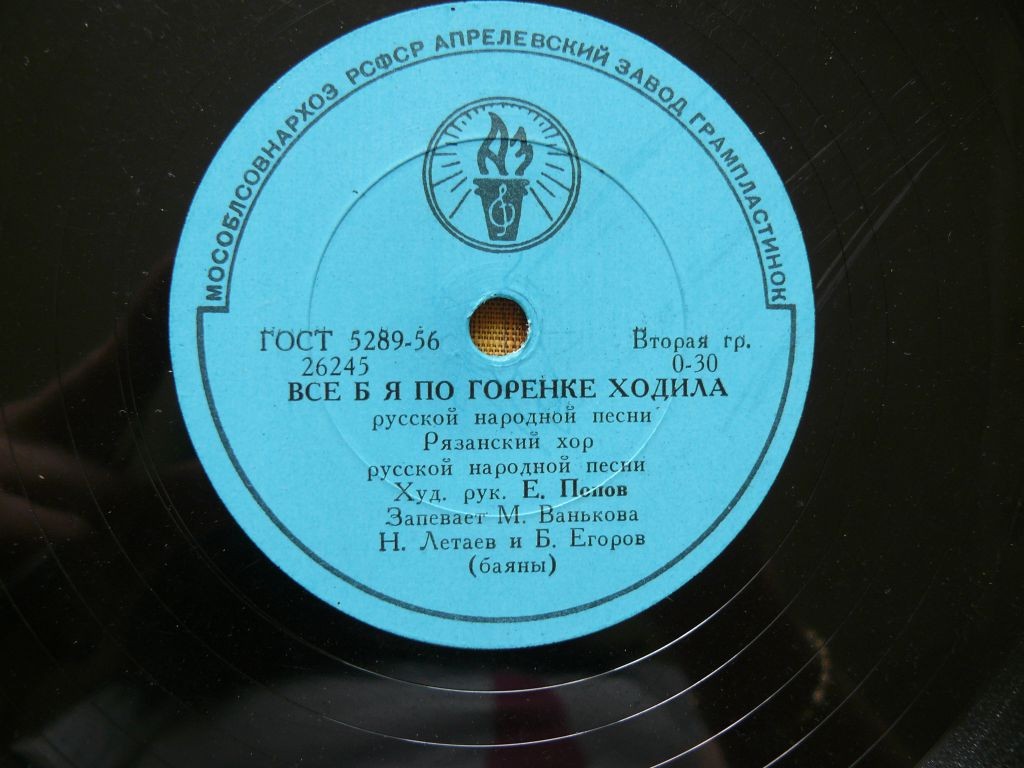 МОСОБЛСОВНАРХОЗ РСФСР АПРЕЛЕВСКИЙ ЗАВОД ГРАМПЛАСТИНОК
ГОСТ 5289-56 Вторая гр.
26245 0-30
ВСЕ Б Я ПО ГОРЕНКЕ ХОДИЛА
русской народной песни
Рязанский хор
русской народной песни
Худ. рук. Е. Попов
Запевает М. Ванькова
Н. Летаев и Б. Егоров
(баяны)